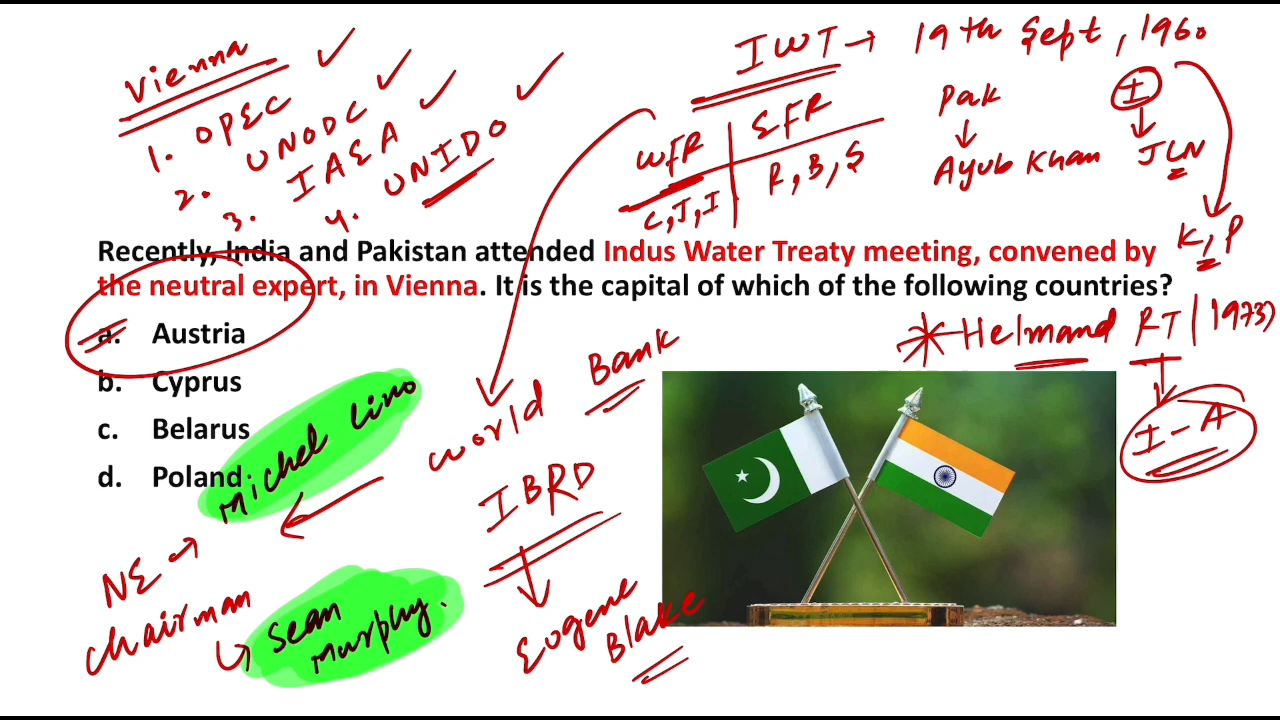 Vienna
1. OPEC
2. UNODC
3. IAEA
4. UNIDO
IWT → 19th Sept, 1960
WFR | EFR
C, J, I | R, B, S
Pak
↓
Ayub Khan
I
↓
JLN
K, P
Recently, India and Pakistan attended Indus Water Treaty meeting, convened by
the neutral expert, in Vienna. It is the capital of which of the following countries?
a. Austria
b. Cyprus
c. Belarus
d. Poland
* Helmand RT (1973)
I-A
World Bank
IBRD
Eugene
Blake
NE → Michel Lino
Chairman
Sean
Murphy.